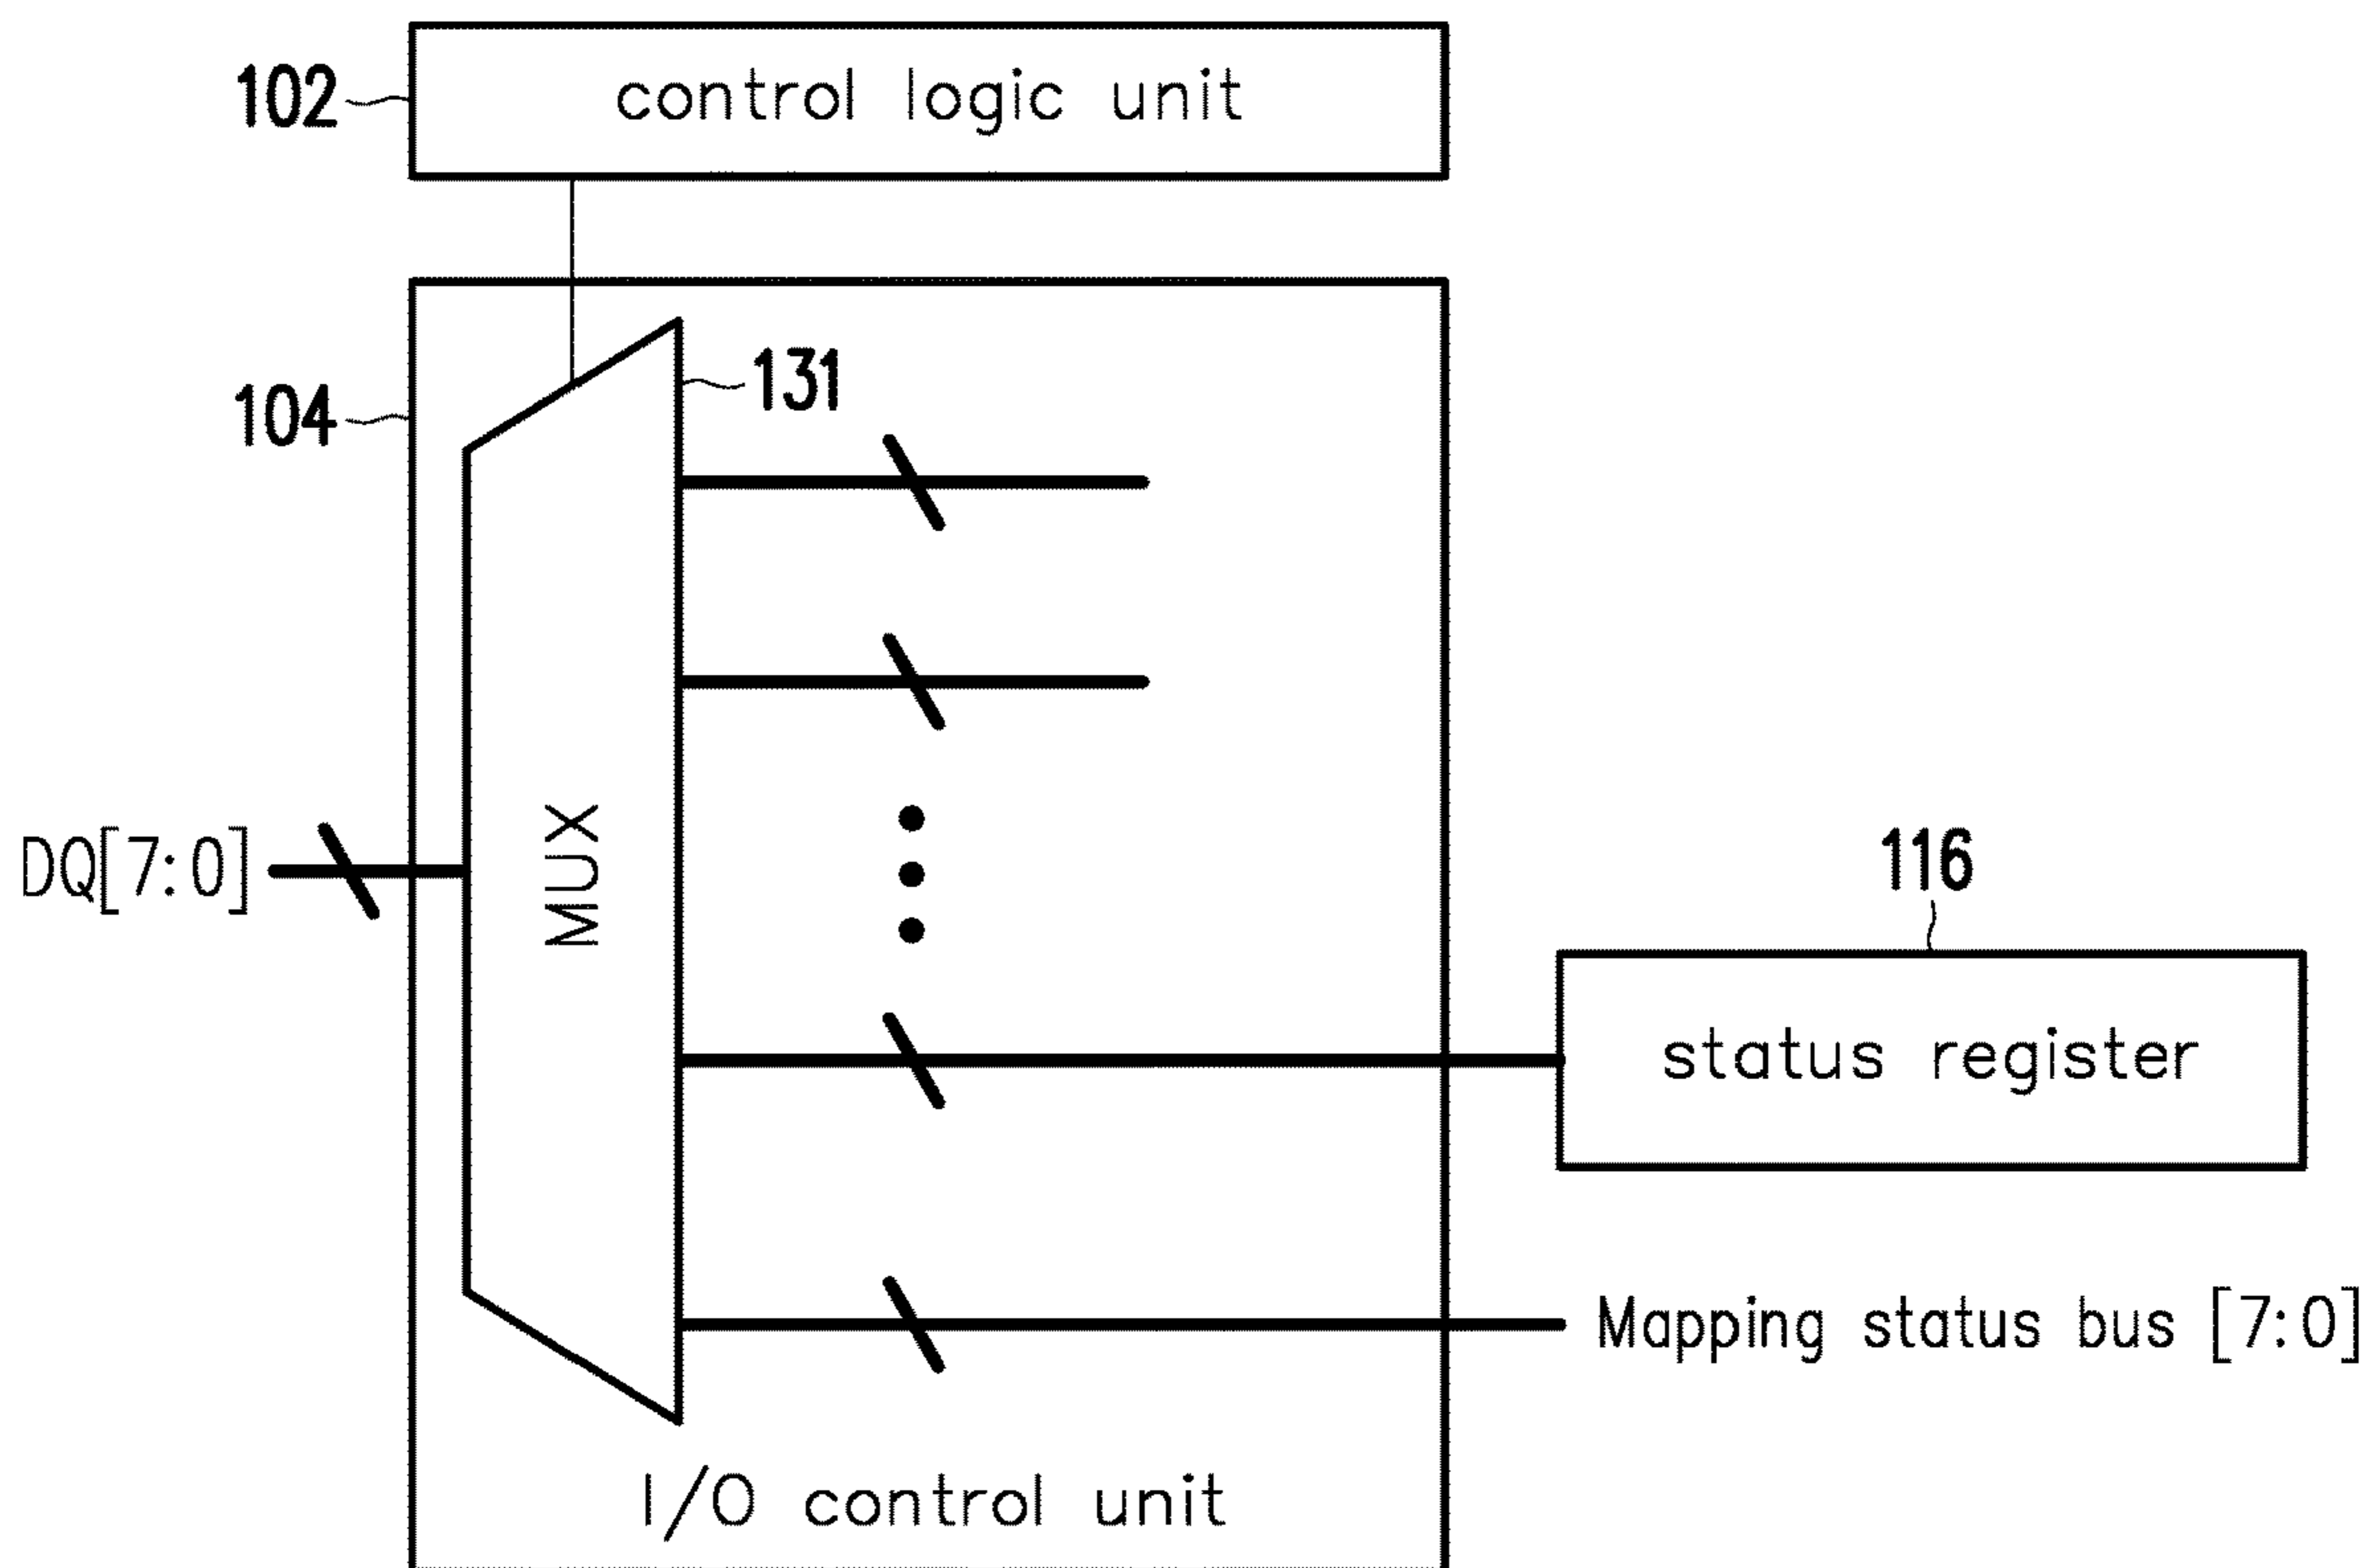 102
control logic unit
104
131
MUX
DQ[7:0]
116
status register
Mapping status bus [7:0]
I/O control unit